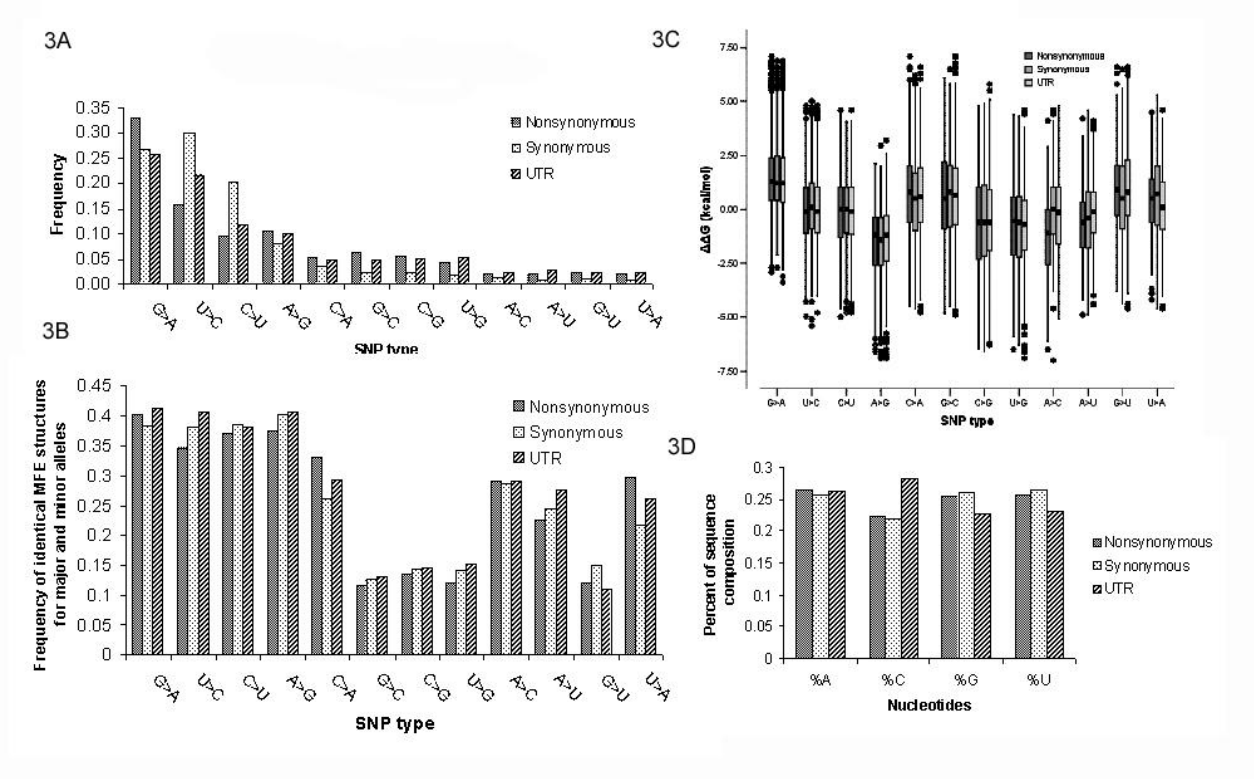 3A
0.35
0.30
0.25
0.20
0.15
0.10
0.05
0.00
Frequency
Nonsynonymous
Synonymous
UTR
G>A U>C C>U A>G C>A G>C C>G U>G A>C A>U G>U U>A
SNP type
3B
0.45
0.4
0.35
0.3
0.25
0.2
0.15
0.1
0.05
0
Frequency of identical MFE structures
for major and minor alleles
Nonsynonymous
Synonymous
UTR
G>A U>C C>U A>G C>A G>C C>G U>G A>C A>U G>U U>A
SNP type
3C
7.50
5.00
2.50
0.00
-2.50
-5.00
-7.50
ΔΔG (kcal/mol)
Nonsynonymous
Synonymous
UTR
G>A U>C C>U A>G C>A G>C C>G U>G A>C A>U G>U U>A
SNP type
3D
0.3
0.25
0.2
0.15
0.1
0.05
0
Percent of sequence
composition
Nonsynonymous
Synonymous
UTR
%A %C %G %U
Nucleotides